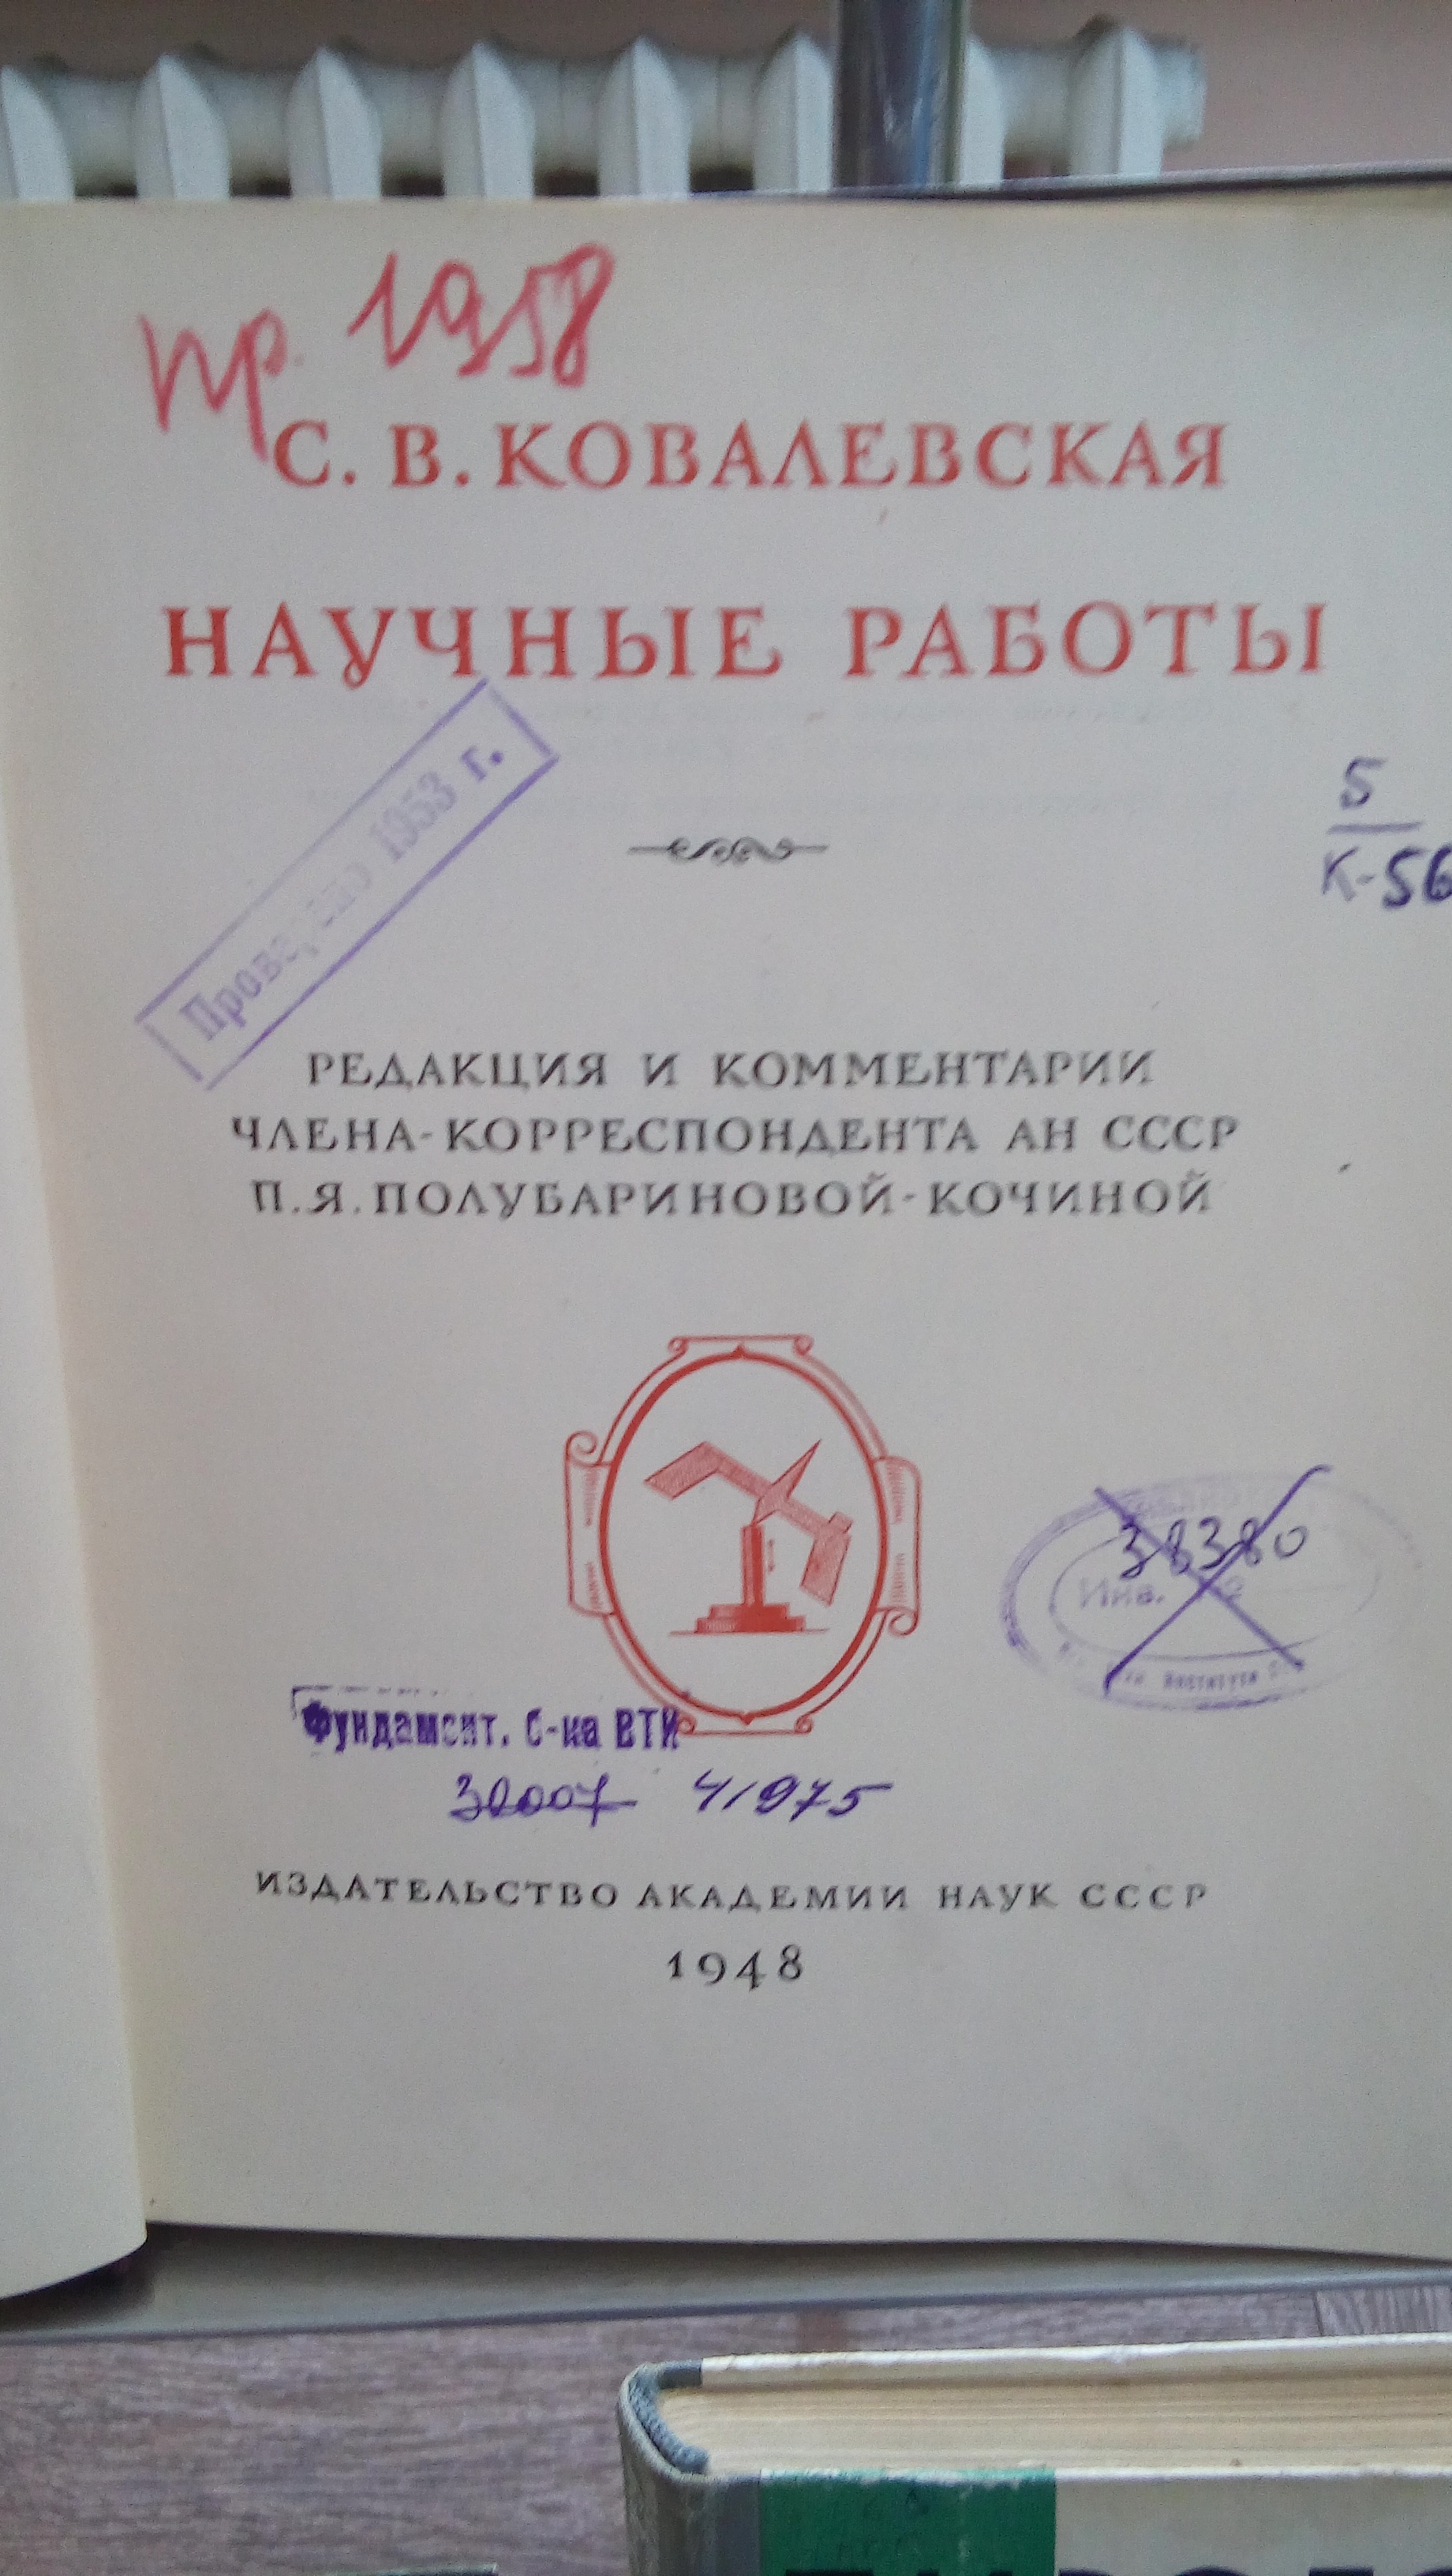 пр. 1958
С. В. КОВАЛЕВСКАЯ
НАУЧНЫЕ РАБОТЫ
Проверено 1953 г.
5
К-56
РЕДАКЦИЯ И КОММЕНТАРИИ
ЧЛЕНА-КОРРЕСПОНДЕНТА АН СССР
П.Я.ПОЛУБАРИНОВОЙ-КОЧИНОЙ
38380
Инв.
института
Фундамент. б-ка ВТИ
30007 41975
ИЗДАТЕЛЬСТВО АКАДЕМИИ НАУК СССР
1948